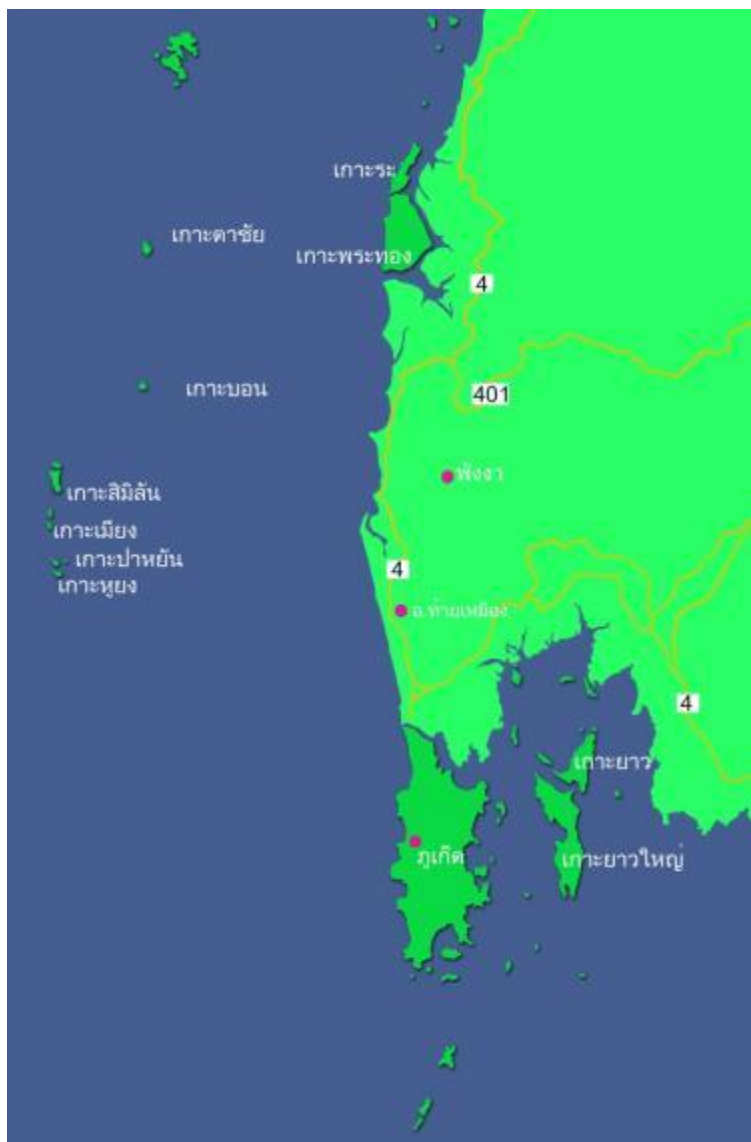 เกาะระ
เกาะตาชัย
เกาะพระทอง
4
เกาะบอน
401
พังงา
เกาะสิมิลัน
เกาะเมียง
เกาะปาหยัน
เกาะหูยง
4
อ.ท้ายเหมือง
4
เกาะยาว
ภูเก็ต
เกาะยาวใหญ่